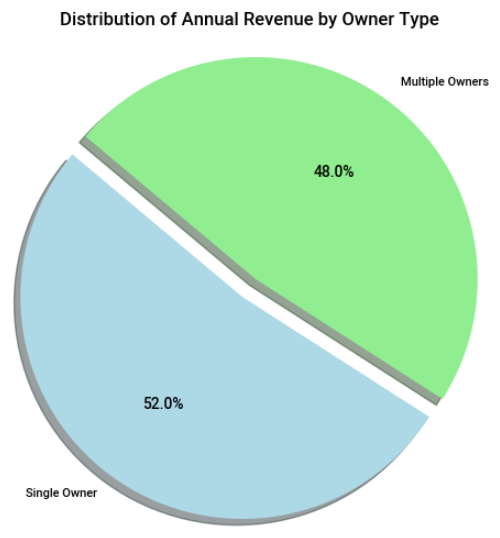 Distribution of Annual Revenue by Owner Type
Multiple Owners
48.0%
52.0%
Single Owner